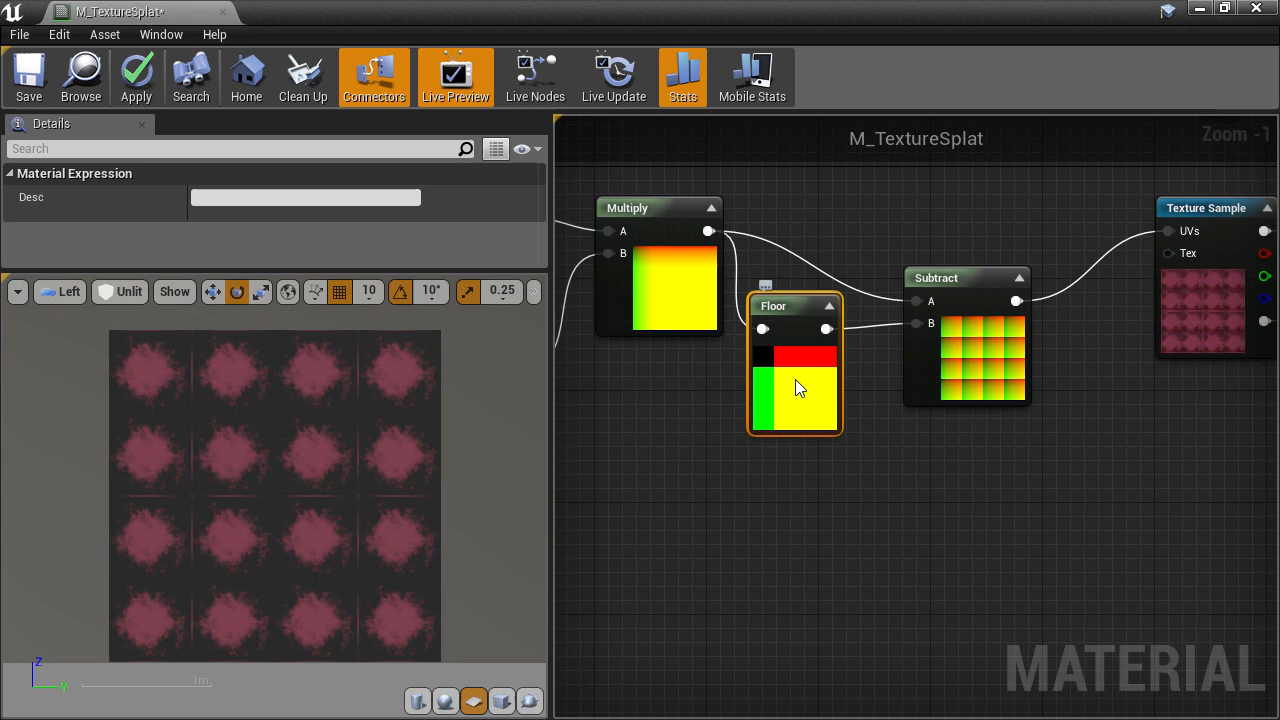 M_TextureSplat*
File Edit Asset Window Help
Save Browse Apply Search Home Clean Up Connectors Live Preview Live Nodes Live Update Stats Mobile Stats
Details
Search
Material Expression
Desc
Left Unlit Show 10 10° 0.25
Z
Y
1m
M_TextureSplat
Zoom -1
Multiply
A
B
Floor
Subtract
A
B
Texture Sample
UVs
Tex
MATERIAL